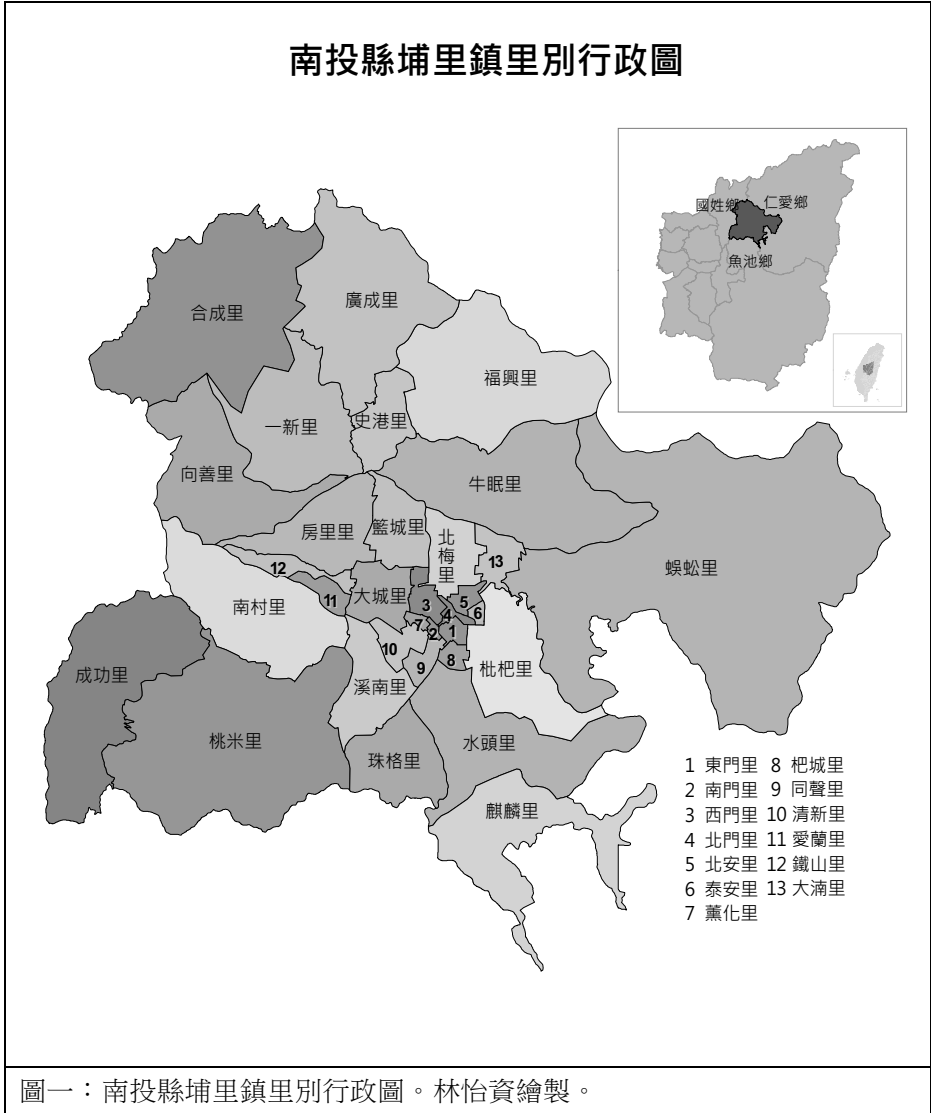 南投縣埔里鎮里別行政圖
國姓鄉
仁愛鄉
魚池鄉
合成里
廣成里
福興里
一新里
史港里
向善里
牛眠里
房里里
籃城里
北梅里
13
蜈蚣里
12
11
大城里
3
5
4
6
7
2
1
南村里
10
9
8
枇杷里
成功里
溪南里
桃米里
珠格里
水頭里
麒麟里
1 東門里 8 杷城里
2 南門里 9 同聲里
3 西門里 10 清新里
4 北門里 11 愛蘭里
5 北安里 12 鐵山里
6 泰安里 13 大湳里
7 薰化里
圖一：南投縣埔里鎮里別行政圖。林怡資繪製。